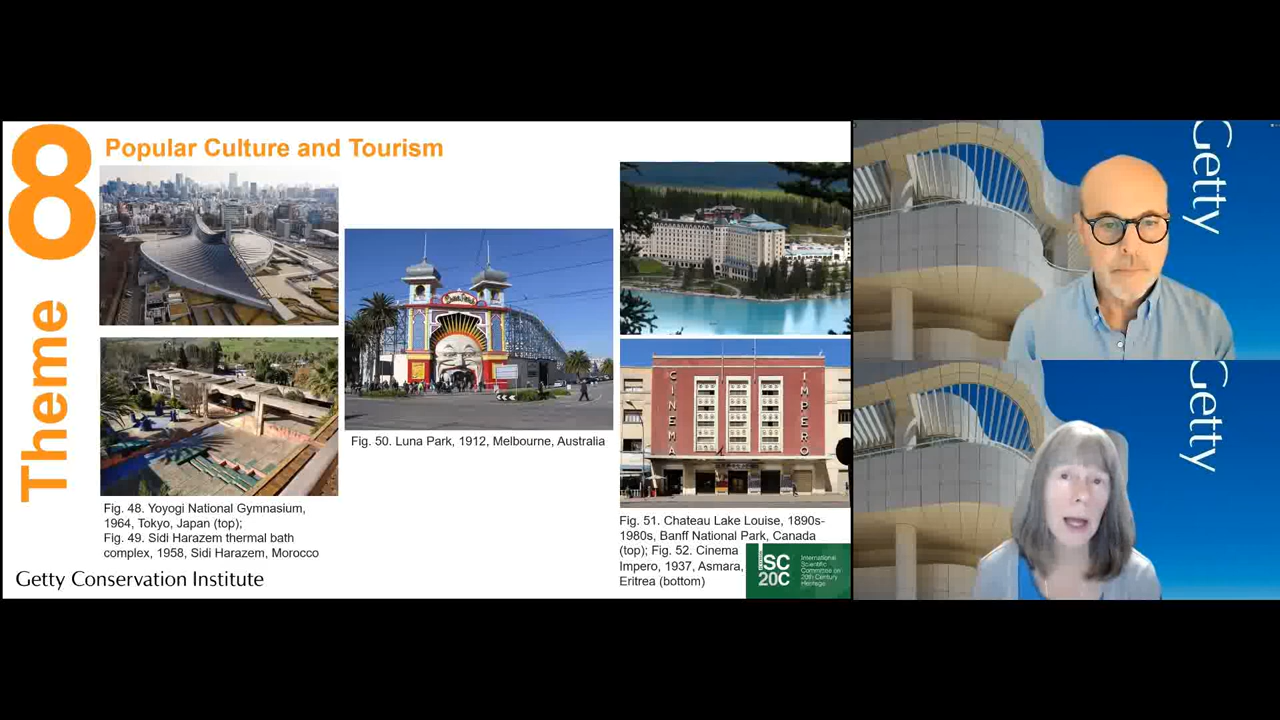 Theme 8
Popular Culture and Tourism
Fig. 50. Luna Park, 1912, Melbourne, Australia
Fig. 48. Yoyogi National Gymnasium,
1964, Tokyo, Japan (top);
Fig. 49. Sidi Harazem thermal bath
complex, 1958, Sidi Harazem, Morocco
CINEMA
IMPERO
Fig. 51. Chateau Lake Louise, 1890s-
1980s, Banff National Park, Canada
(top); Fig. 52. Cinema
Impero, 1937, Asmara,
Eritrea (bottom)
Getty Conservation Institute
ISC
20C
International
Scientific
Committee on
20th Century
Heritage
Getty
Getty